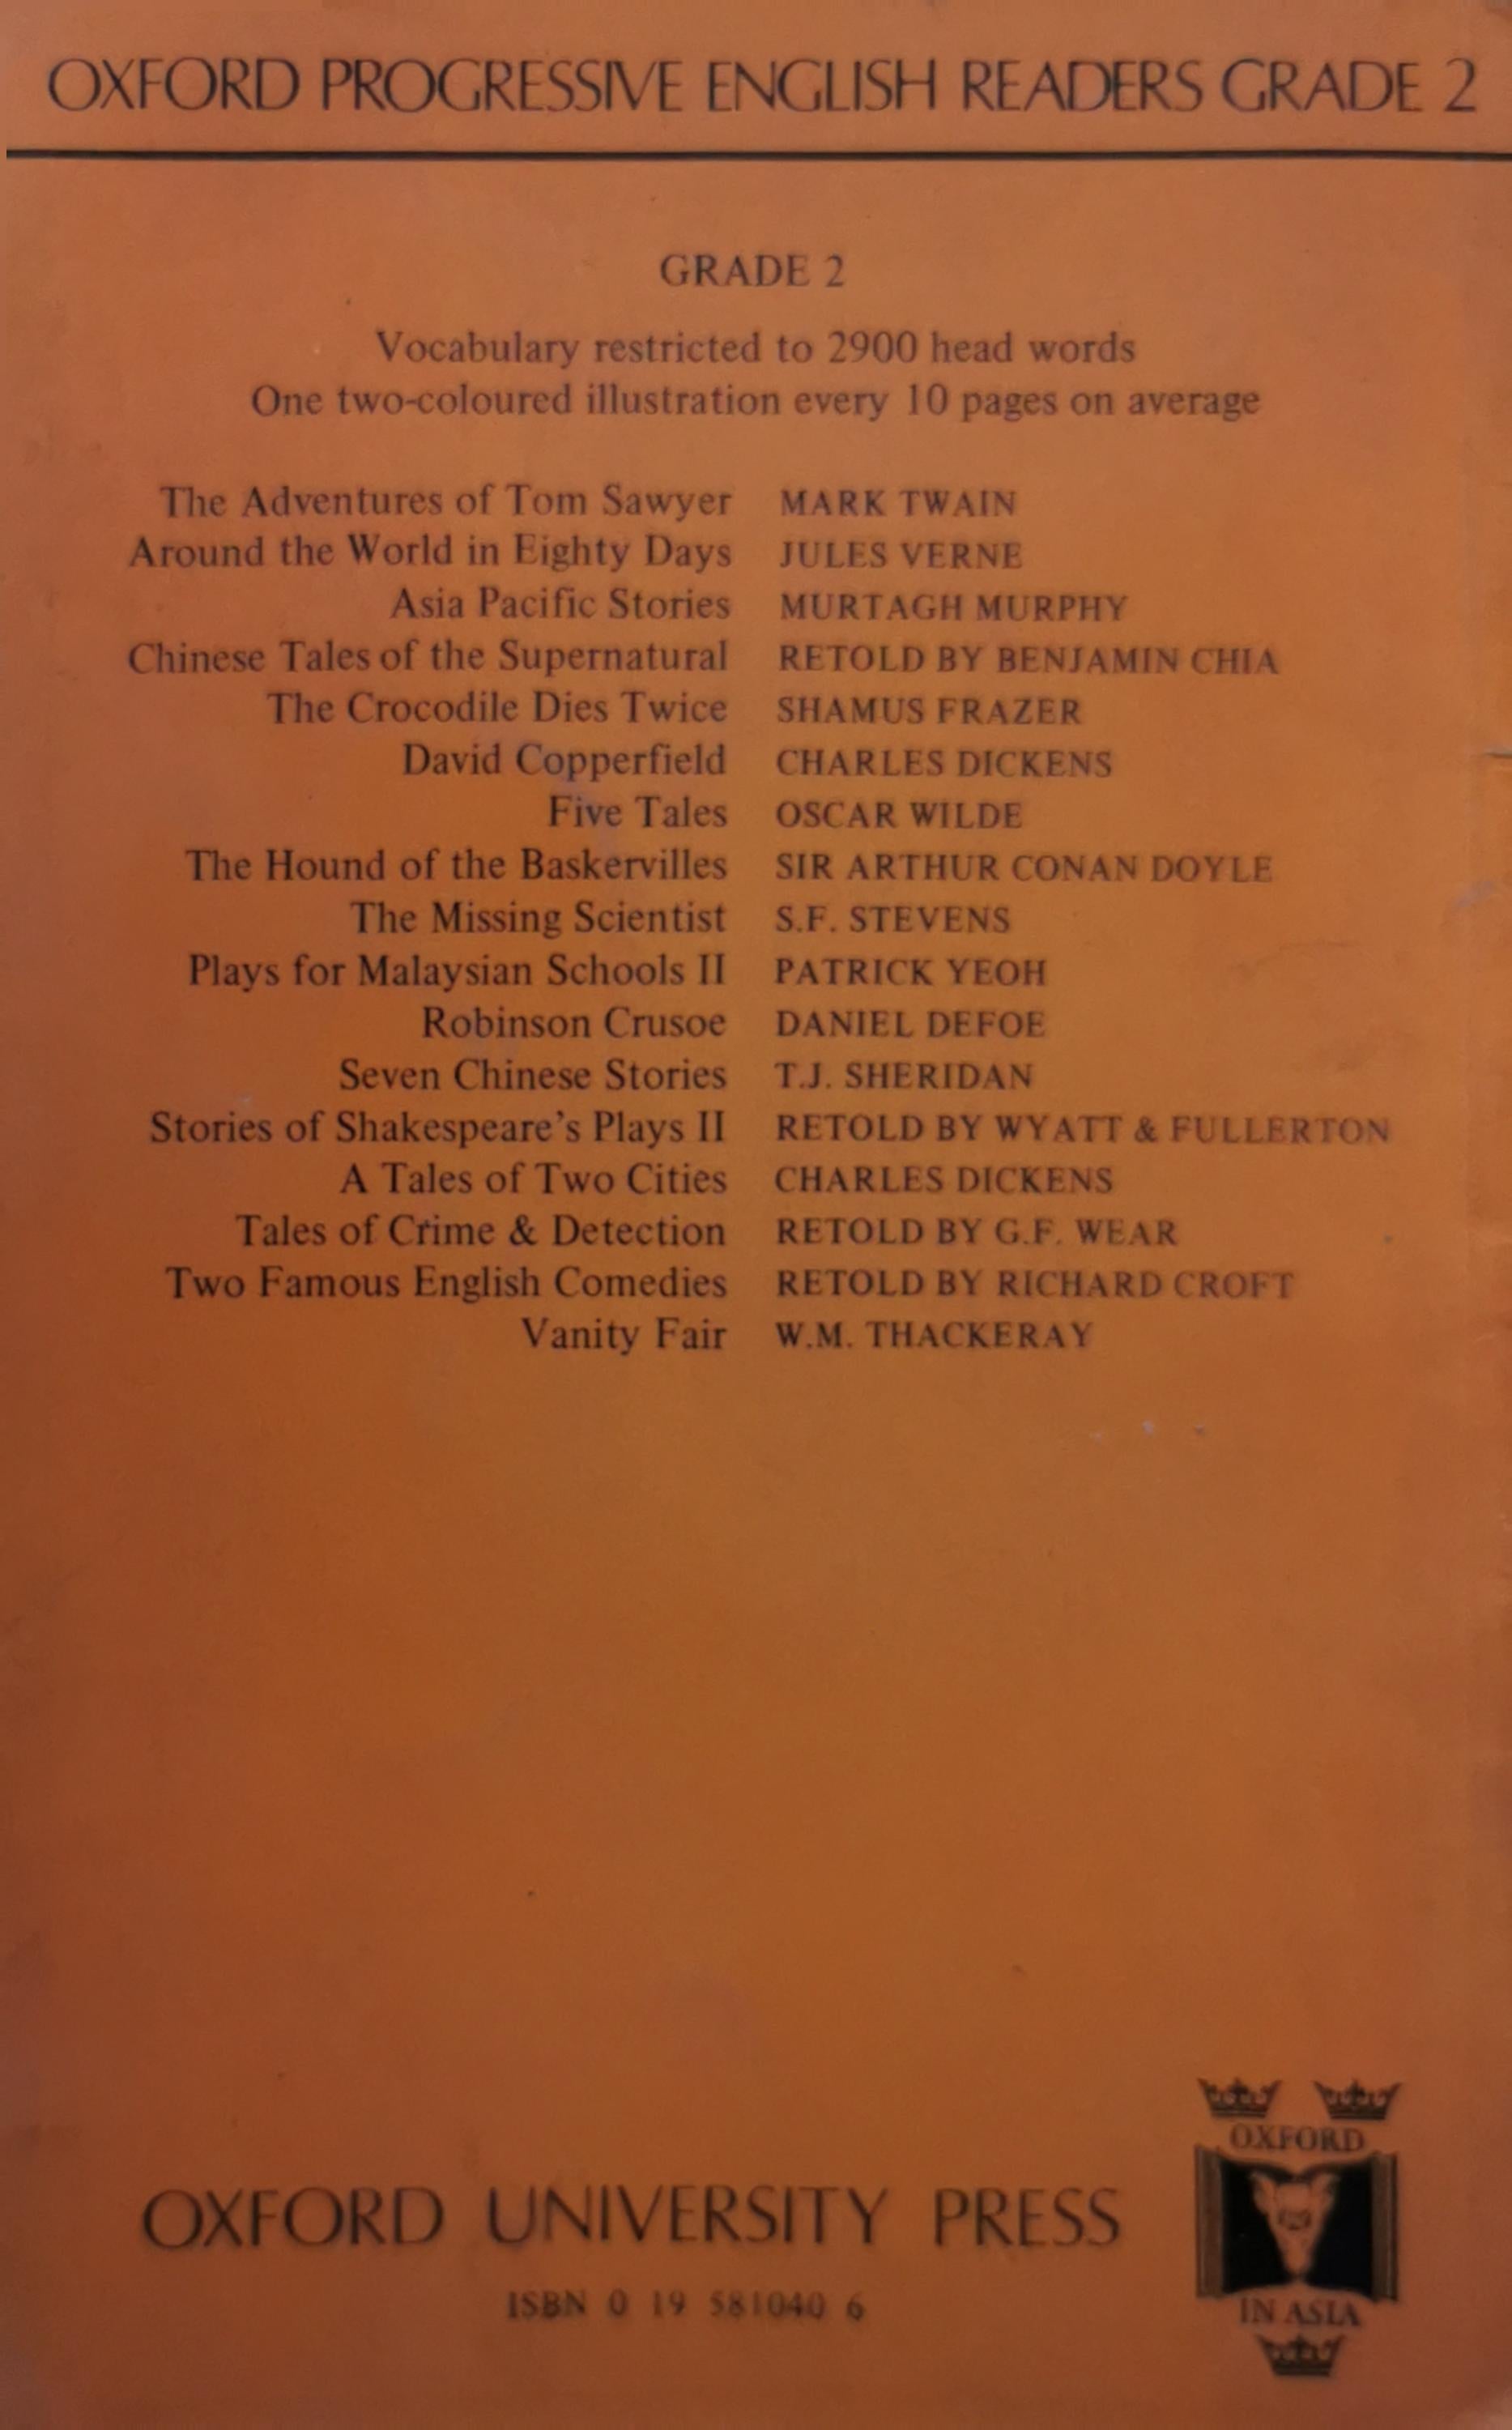 OXFORD PROGRESSIVE ENGLISH READERS GRADE 2
GRADE 2
Vocabulary restricted to 2900 head words
One two-coloured illustration every 10 pages on average
The Adventures of Tom Sawyer MARK TWAIN
Around the World in Eighty Days JULES VERNE
Asia Pacific Stories MURTAGH MURPHY
Chinese Tales of the Supernatural RETOLD BY BENJAMIN CHIA
The Crocodile Dies Twice SHAMUS FRAZER
David Copperfield CHARLES DICKENS
Five Tales OSCAR WILDE
The Hound of the Baskervilles SIR ARTHUR CONAN DOYLE
The Missing Scientist S.F. STEVENS
Plays for Malaysian Schools II PATRICK YEOH
Robinson Crusoe DANIEL DEFOE
Seven Chinese Stories T.J. SHERIDAN
Stories of Shakespeare's Plays II RETOLD BY WYATT & FULLERTON
A Tales of Two Cities CHARLES DICKENS
Tales of Crime & Detection RETOLD BY G.F. WEAR
Two Famous English Comedies RETOLD BY RICHARD CROFT
Vanity Fair W.M. THACKERAY
OXFORD UNIVERSITY PRESS
ISBN 0 19 581040 6
OXFORD
IN ASIA